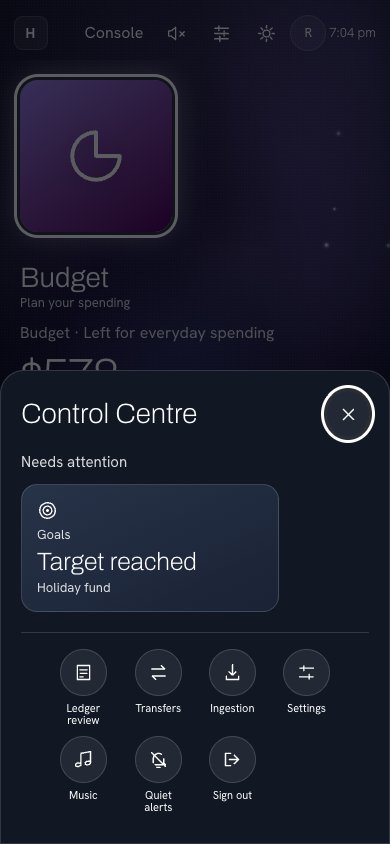 H
Console
R
7:04 pm
Budget
Plan your spending
Budget · Left for everyday spending
$579
Control Centre
Needs attention
Goals
Target reached
Holiday fund
Ledger
review
Transfers
Ingestion
Settings
Music
Quiet
alerts
Sign out